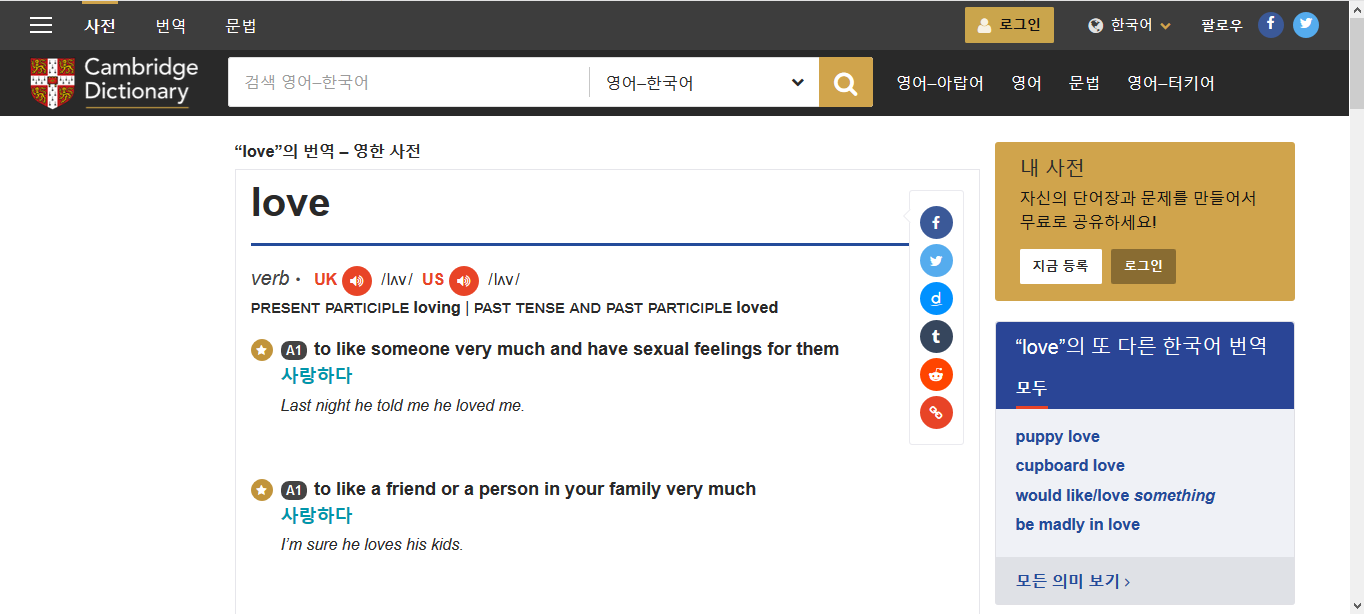 사전 번역 문법 로그인 한국어 팔로우
Cambridge
Dictionary
검색 영어–한국어 영어–한국어 영어–아랍어 영어 문법 영어–터키어
“love”의 번역 – 영한 사전
love
verb • UK /lʌv/ US /lʌv/
PRESENT PARTICIPLE loving | PAST TENSE AND PAST PARTICIPLE loved
A1 to like someone very much and have sexual feelings for them
사랑하다
Last night he told me he loved me.
A1 to like a friend or a person in your family very much
사랑하다
I’m sure he loves his kids.
내 사전
자신의 단어장과 문제를 만들어서
무료로 공유하세요!
지금 등록 로그인
“love”의 또 다른 한국어 번역
모두
puppy love
cupboard love
would like/love something
be madly in love
모든 의미 보기 ›